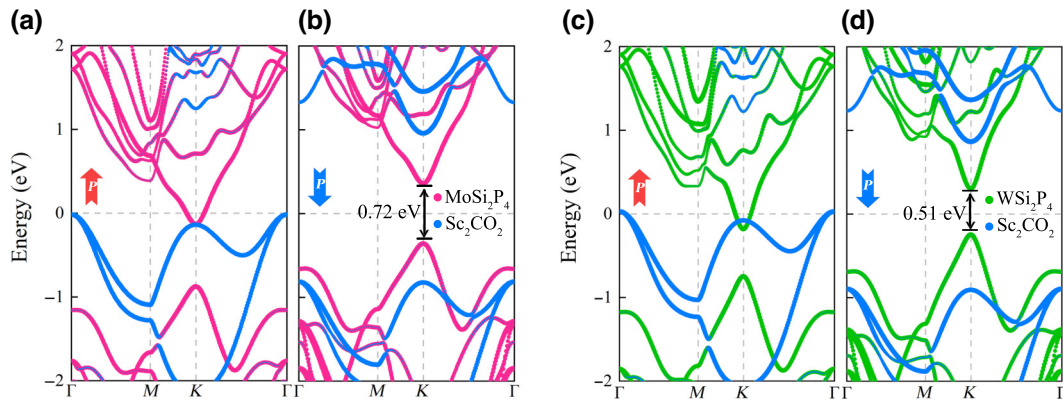 (a) (b) (c) (d)
2 2
1 1
0 0
−1 −1
−2 −2
Energy (eV) Energy (eV)
P P P P
0.72 eV 0.51 eV
MoSi₂P₄ WSi₂P₄
Sc₂CO₂ Sc₂CO₂
Γ M K Γ M K Γ Γ M K Γ M K Γ